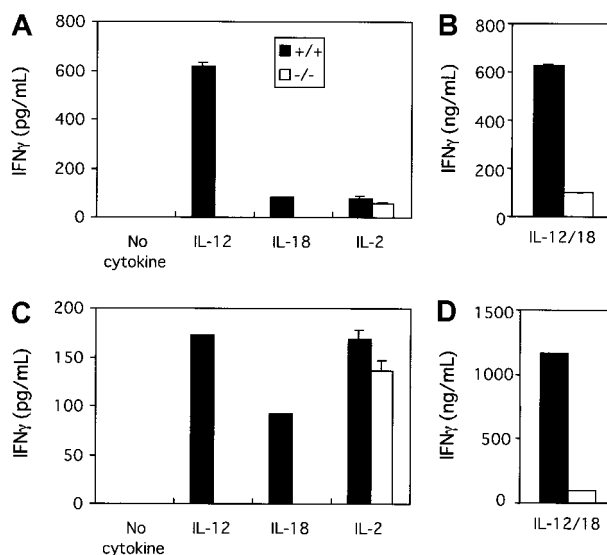 A
IFNγ (pg/mL)
800
600
400
200
0
+/+
-/-
No cytokine
IL-12
IL-18
IL-2
B
IFNγ (ng/mL)
800
600
400
200
0
IL-12/18
C
IFNγ (pg/mL)
200
150
100
50
0
No cytokine
IL-12
IL-18
IL-2
D
IFNγ (ng/mL)
1500
1000
500
0
IL-12/18